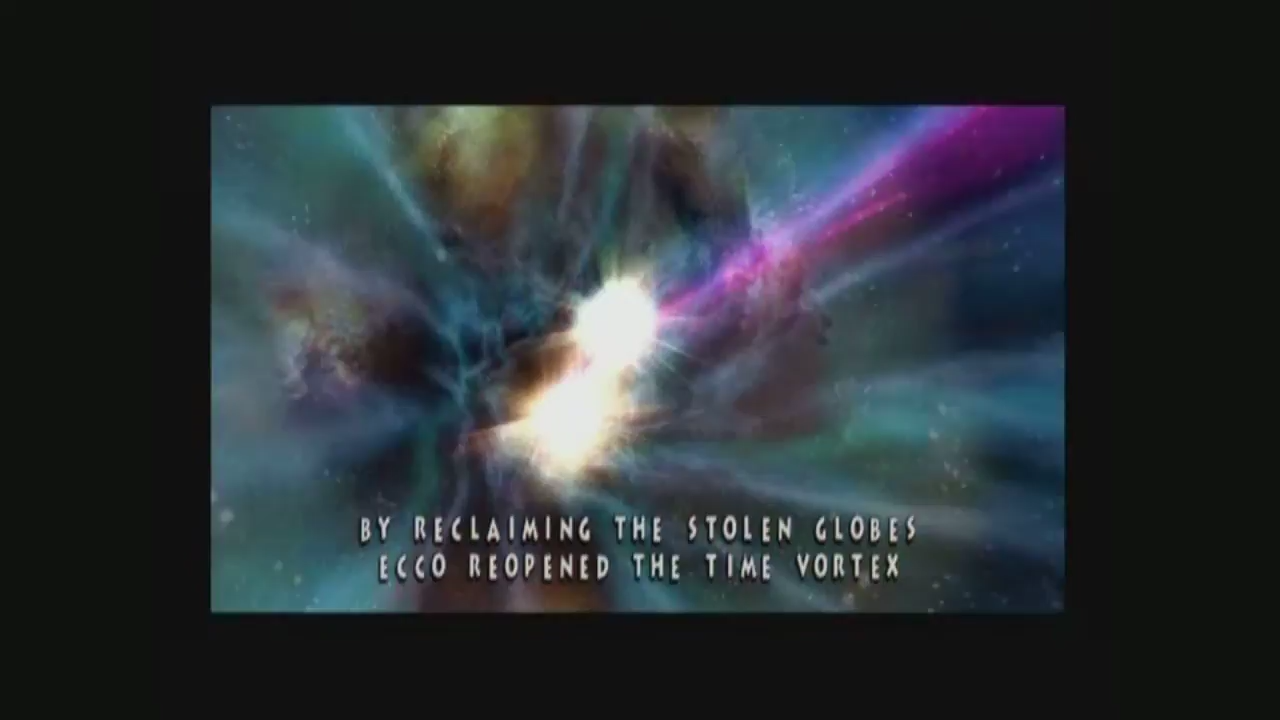 BY RECLAIMING THE STOLEN GLOBES
ECCO REOPENED THE TIME VORTEX